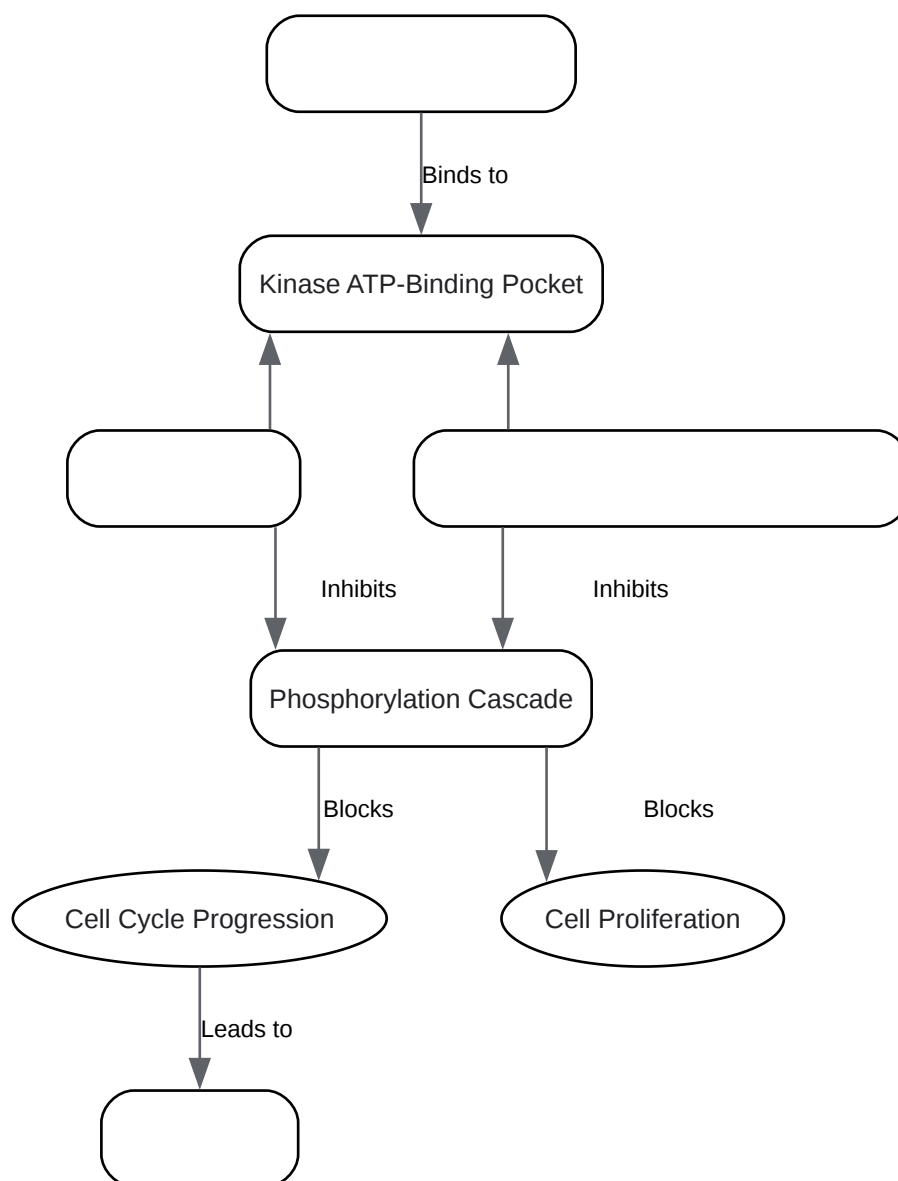 Binds to
Kinase ATP-Binding Pocket
Inhibits
Inhibits
Phosphorylation Cascade
Blocks
Blocks
Cell Cycle Progression
Cell Proliferation
Leads to